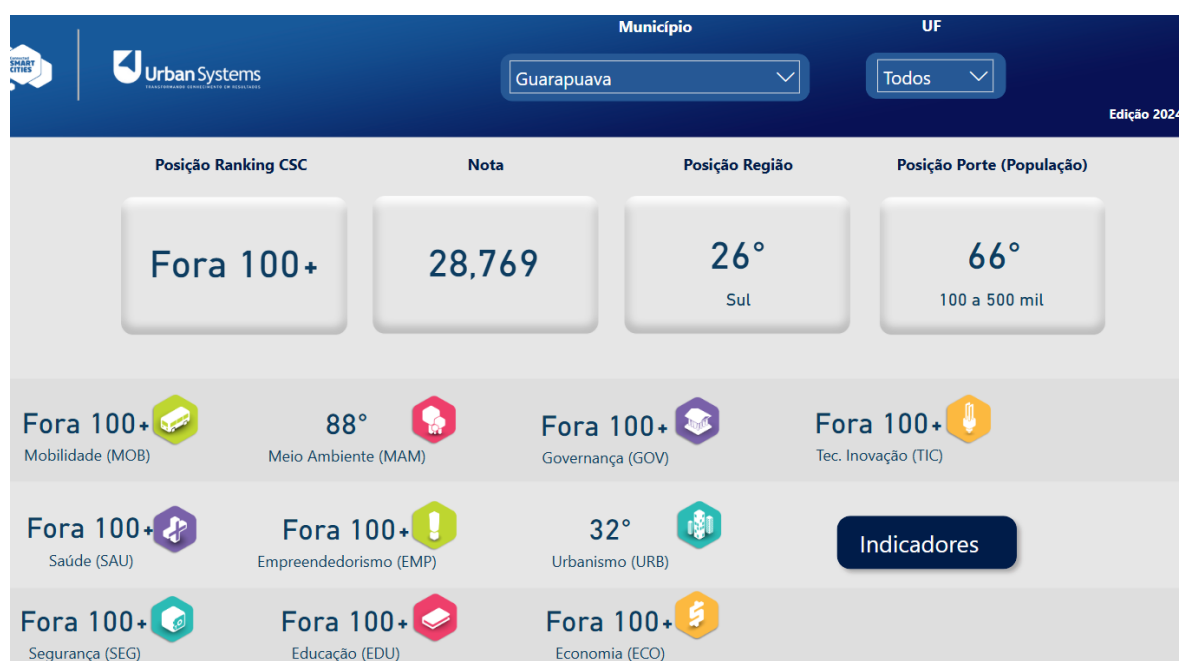 Município
UF
Connected
SMART
CITIES
Urban Systems
TRANSFORMANDO CONHECIMENTO EM RESULTADOS
Guarapuava
Todos
Edição 2024
Posição Ranking CSC
Nota
Posição Região
Posição Porte (População)
Fora 100+
28,769
26°
66°
Sul
100 a 500 mil
Fora 100+
88°
Fora 100+
Fora 100+
Mobilidade (MOB)
Meio Ambiente (MAM)
Governança (GOV)
Tec. Inovação (TIC)
Fora 100+
Fora 100+
32°
Indicadores
Saúde (SAU)
Empreendedorismo (EMP)
Urbanismo (URB)
Fora 100+
Fora 100+
Fora 100+
Segurança (SEG)
Educação (EDU)
Economia (ECO)